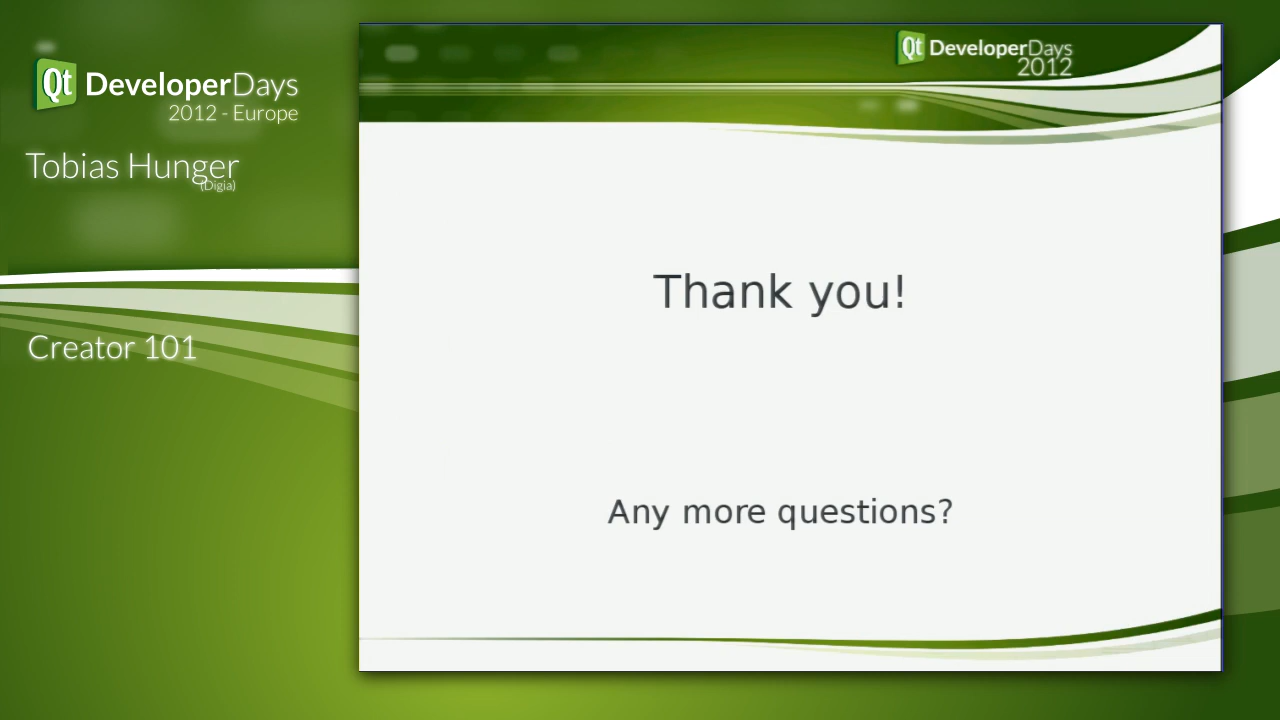 Qt DeveloperDays
2012 - Europe
Tobias Hunger
(Digia)
Creator 101
Qt DeveloperDays
2012
Thank you!
Any more questions?